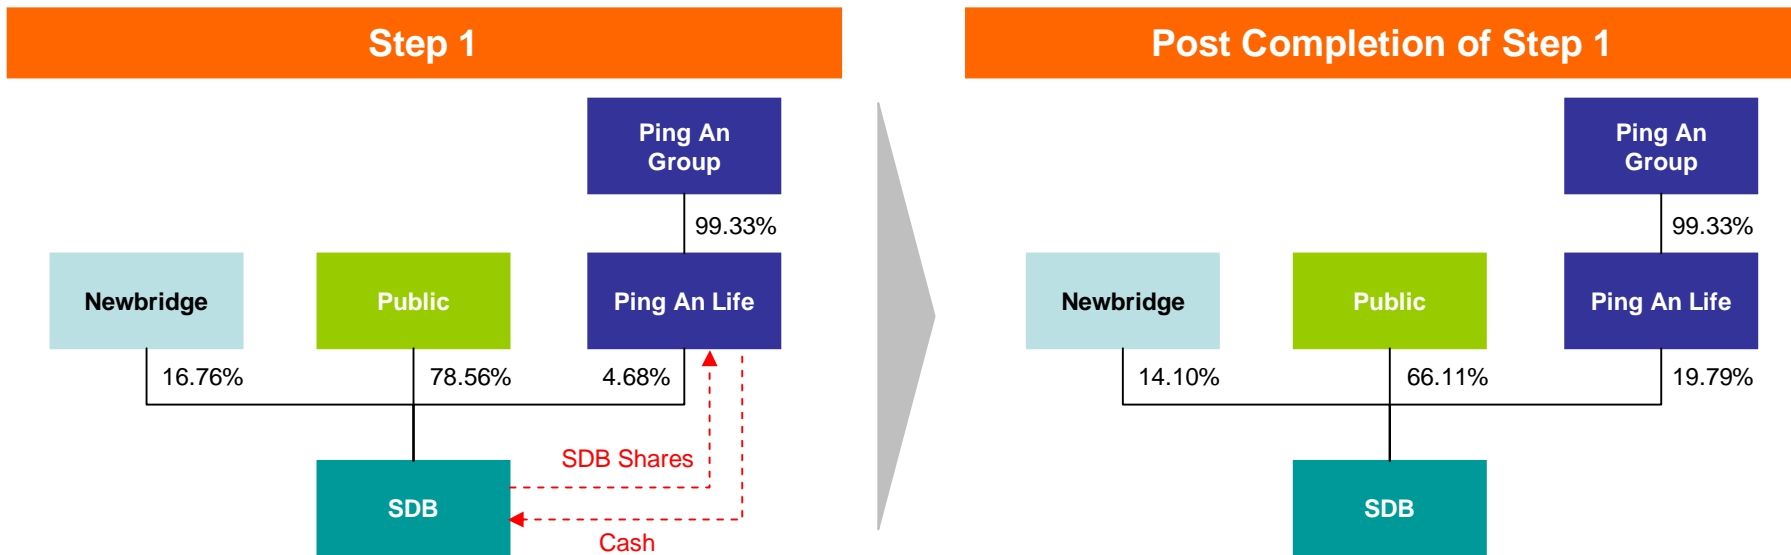 Step 1
Ping An
Group
99.33%
Newbridge
Public
Ping An Life
16.76%
78.56%
4.68%
SDB Shares
SDB
Cash
Post Completion of Step 1
Ping An
Group
99.33%
Newbridge
Public
Ping An Life
14.10%
66.11%
19.79%
SDB